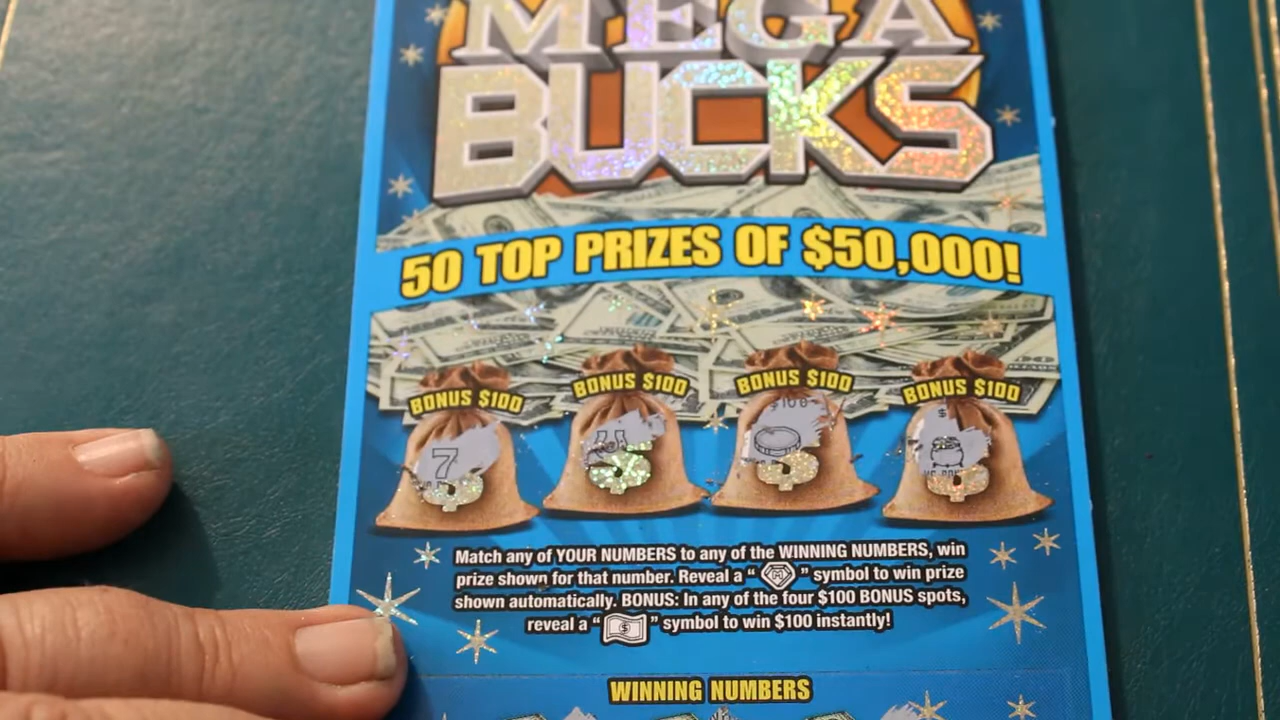 MEGA
BUCKS
50 TOP PRIZES OF $50,000!
BONUS $100
BONUS $100
BONUS $100
BONUS $100
7
$100
$
Match any of YOUR NUMBERS to any of the WINNING NUMBERS, win
prize shown for that number. Reveal a “ M ” symbol to win prize
shown automatically. BONUS: In any of the four $100 BONUS spots,
reveal a “ $ ” symbol to win $100 instantly!
WINNING NUMBERS